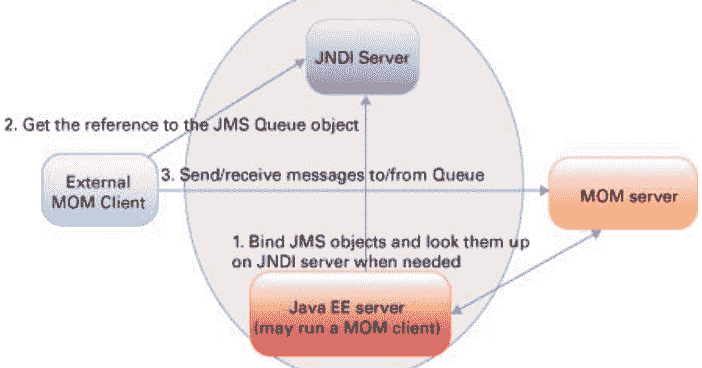 JNDI Server
2. Get the reference to the JMS Queue object
External
MOM Client
3. Send/receive messages to/from Queue
MOM server
1. Bind JMS objects and look them up
on JNDI server when needed
Java EE server
(may run a MOM client)